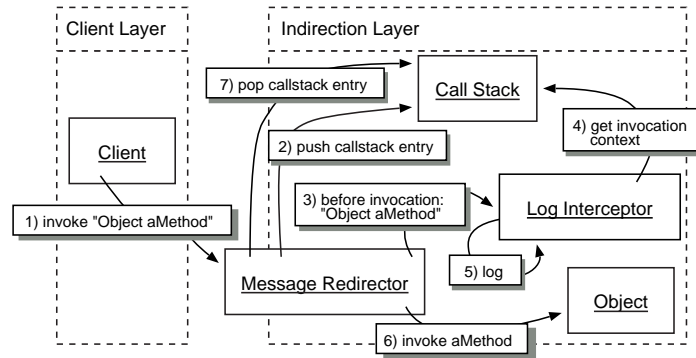 Client Layer
Indirection Layer
7) pop callstack entry
Call Stack
4) get invocation
context
Client
2) push callstack entry
3) before invocation:
"Object aMethod"
Log Interceptor
1) invoke "Object aMethod"
5) log
Message Redirector
Object
6) invoke aMethod